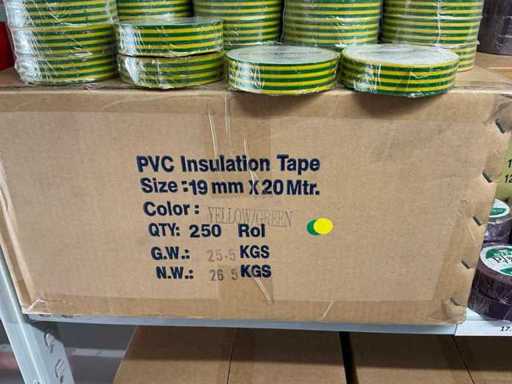 PVC Insulation Tape
Size : 19 mm X 20 Mtr.
Color : YELLOW/GREEN
QTY: 250 Rol
G.W.: 25.5 KGS
N.W.: 26 5 KGS